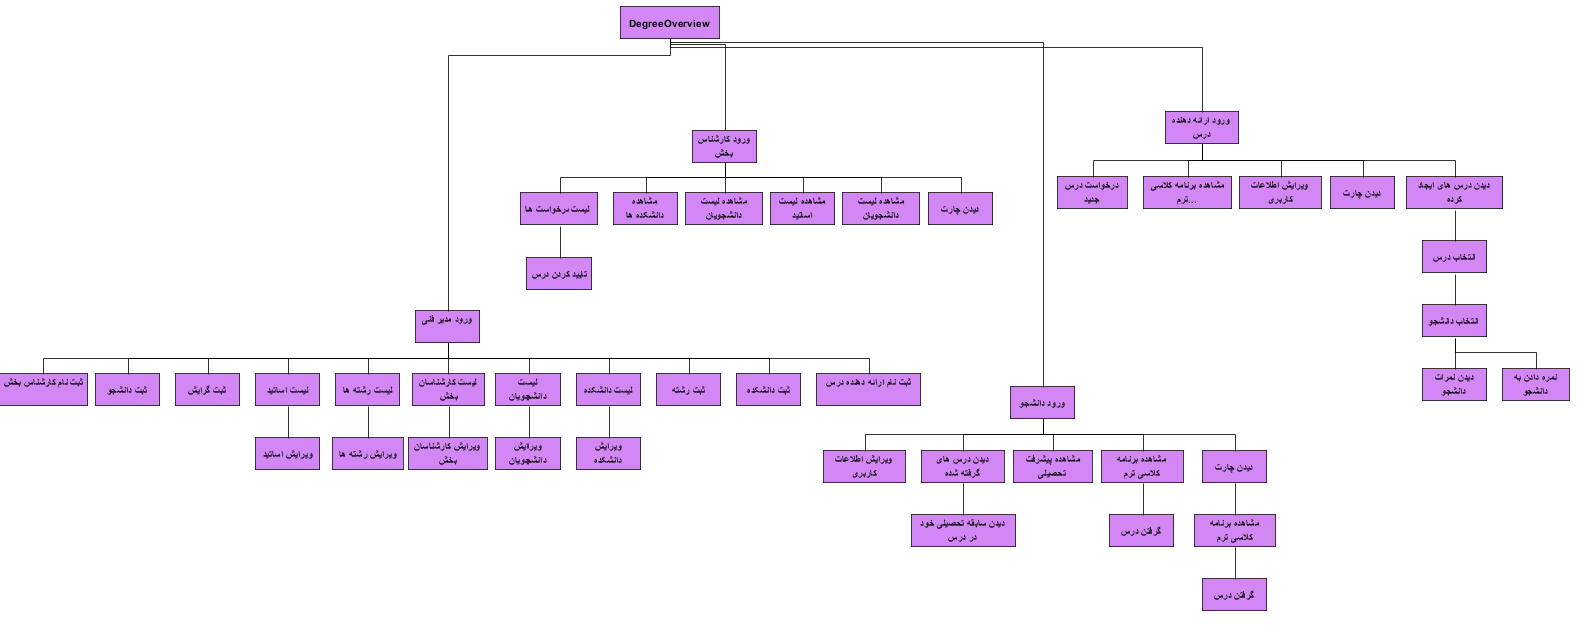 DegreeOverview
ورود ارائه دهنده
درس
ورود کارشناس
بخش
دیدن درس های ایجاد
کرده
دیدن چارت
ویرایش اطلاعات
کاربری
مشاهده برنامه کلاسی
ترم...
درخواست درس
جدید
دیدن چارت
مشاهده لیست
دانشجویان
مشاهده لیست
اساتید
مشاهده لیست
دانشجویان
مشاهده
دانشکده ها
لیست درخواست ها
انتخاب درس
تایید کردن درس
انتخاب دانشجو
ورود مدیر فنی
نمره دادن به
دانشجو
دیدن نمرات
دانشجو
ثبت نام ارائه دهنده درس
ثبت دانشکده
ثبت رشته
لیست دانشکده
لیست
دانشجویان
لیست کارشناسان
بخش
لیست رشته ها
لیست اساتید
ثبت گرایش
ثبت دانشجو
ثبت نام کارشناس بخش
ورود دانشجو
ویرایش
دانشکده
ویرایش
دانشجویان
ویرایش کارشناسان
بخش
ویرایش رشته ها
ویرایش اساتید
دیدن چارت
مشاهده برنامه
کلاسی ترم
مشاهده پیشرفت
تحصیلی
دیدن درس های
گرفته شده
ویرایش اطلاعات
کاربری
مشاهده برنامه
کلاسی ترم
گرفتن درس
دیدن سابقه تحصیلی خود
در درس
گرفتن درس